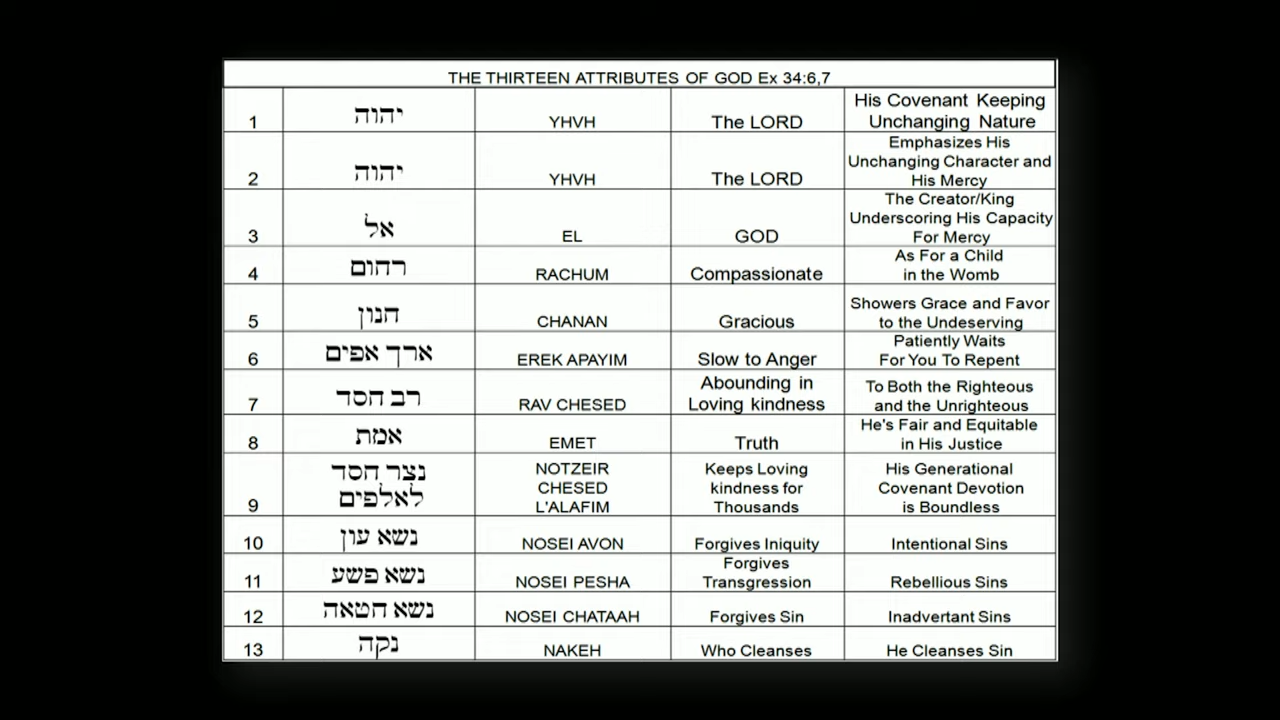 THE THIRTEEN ATTRIBUTES OF GOD Ex 34:6,7
1 יהוה YHVH The LORD His Covenant Keeping
Unchanging Nature
2 יהוה YHVH The LORD Emphasizes His
Unchanging Character and
His Mercy
3 אל EL GOD The Creator/King
Underscoring His Capacity
For Mercy
4 רחום RACHUM Compassionate As For a Child
in the Womb
5 חנון CHANAN Gracious Showers Grace and Favor
to the Undeserving
6 ארך אפים EREK APAYIM Slow to Anger Patiently Waits
For You To Repent
7 רב חסד RAV CHESED Abounding in
Loving kindness To Both the Righteous
and the Unrighteous
8 אמת EMET Truth He's Fair and Equitable
in His Justice
9 נצר חסד
לאלפים NOTZEIR
CHESED
L'ALAFIM Keeps Loving
kindness for
Thousands His Generational
Covenant Devotion
is Boundless
10 נשא עון NOSEI AVON Forgives Iniquity Intentional Sins
11 נשא פשע NOSEI PESHA Forgives
Transgression Rebellious Sins
12 נשא חטאה NOSEI CHATAAH Forgives Sin Inadvertant Sins
13 נקה NAKEH Who Cleanses He Cleanses Sin